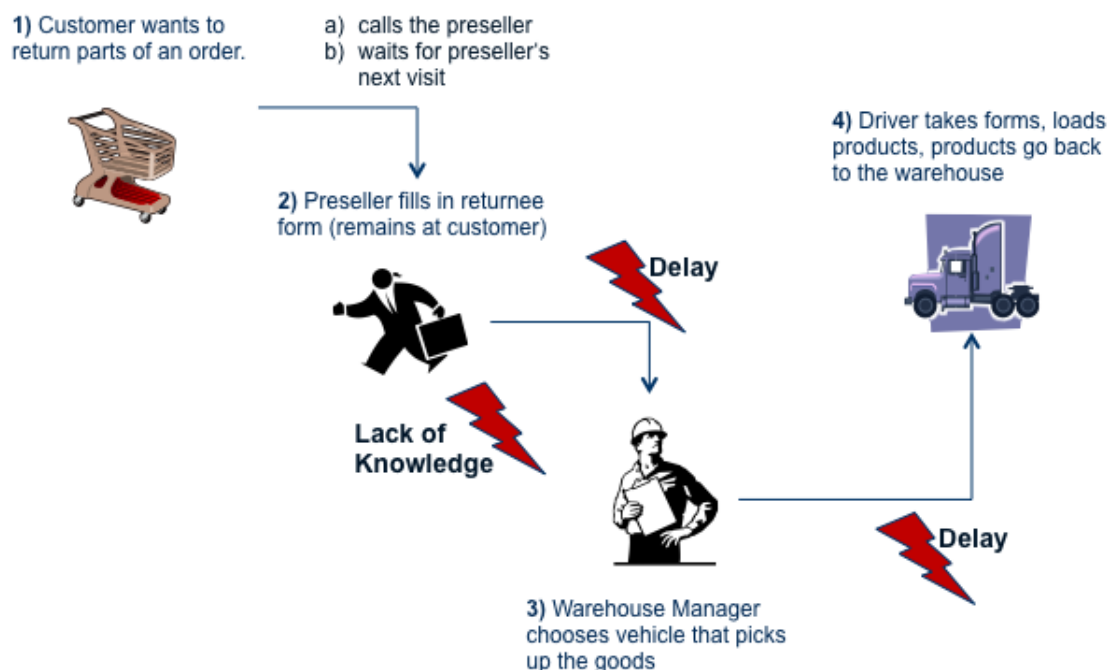 1) Customer wants to
return parts of an order.
a) calls the preseller
b) waits for preseller's
next visit
2) Preseller fills in returnee
form (remains at customer)
Delay
Lack of
Knowledge
3) Warehouse Manager
chooses vehicle that picks
up the goods
4) Driver takes forms, loads
products, products go back
to the warehouse
Delay